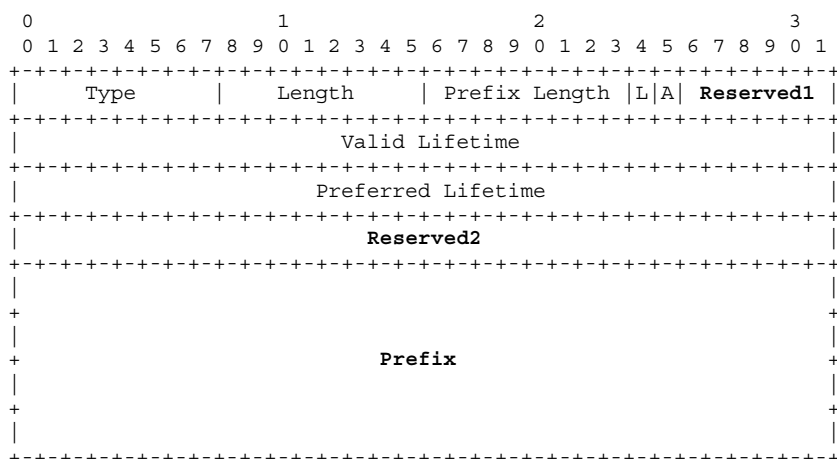 0                   1                   2                   3
 0 1 2 3 4 5 6 7 8 9 0 1 2 3 4 5 6 7 8 9 0 1 2 3 4 5 6 7 8 9 0 1
+-+-+-+-+-+-+-+-+-+-+-+-+-+-+-+-+-+-+-+-+-+-+-+-+-+-+-+-+-+-+-+-+
|     Type      |    Length     | Prefix Length |L|A| Reserved1 |
+-+-+-+-+-+-+-+-+-+-+-+-+-+-+-+-+-+-+-+-+-+-+-+-+-+-+-+-+-+-+-+-+
|                         Valid Lifetime                        |
+-+-+-+-+-+-+-+-+-+-+-+-+-+-+-+-+-+-+-+-+-+-+-+-+-+-+-+-+-+-+-+-+
|                       Preferred Lifetime                      |
+-+-+-+-+-+-+-+-+-+-+-+-+-+-+-+-+-+-+-+-+-+-+-+-+-+-+-+-+-+-+-+-+
|                           Reserved2                           |
+-+-+-+-+-+-+-+-+-+-+-+-+-+-+-+-+-+-+-+-+-+-+-+-+-+-+-+-+-+-+-+-+
|                                                               |
+                                                               +
|                                                               |
+                            Prefix                             +
|                                                               |
+                                                               +
|                                                               |
+-+-+-+-+-+-+-+-+-+-+-+-+-+-+-+-+-+-+-+-+-+-+-+-+-+-+-+-+-+-+-+-+